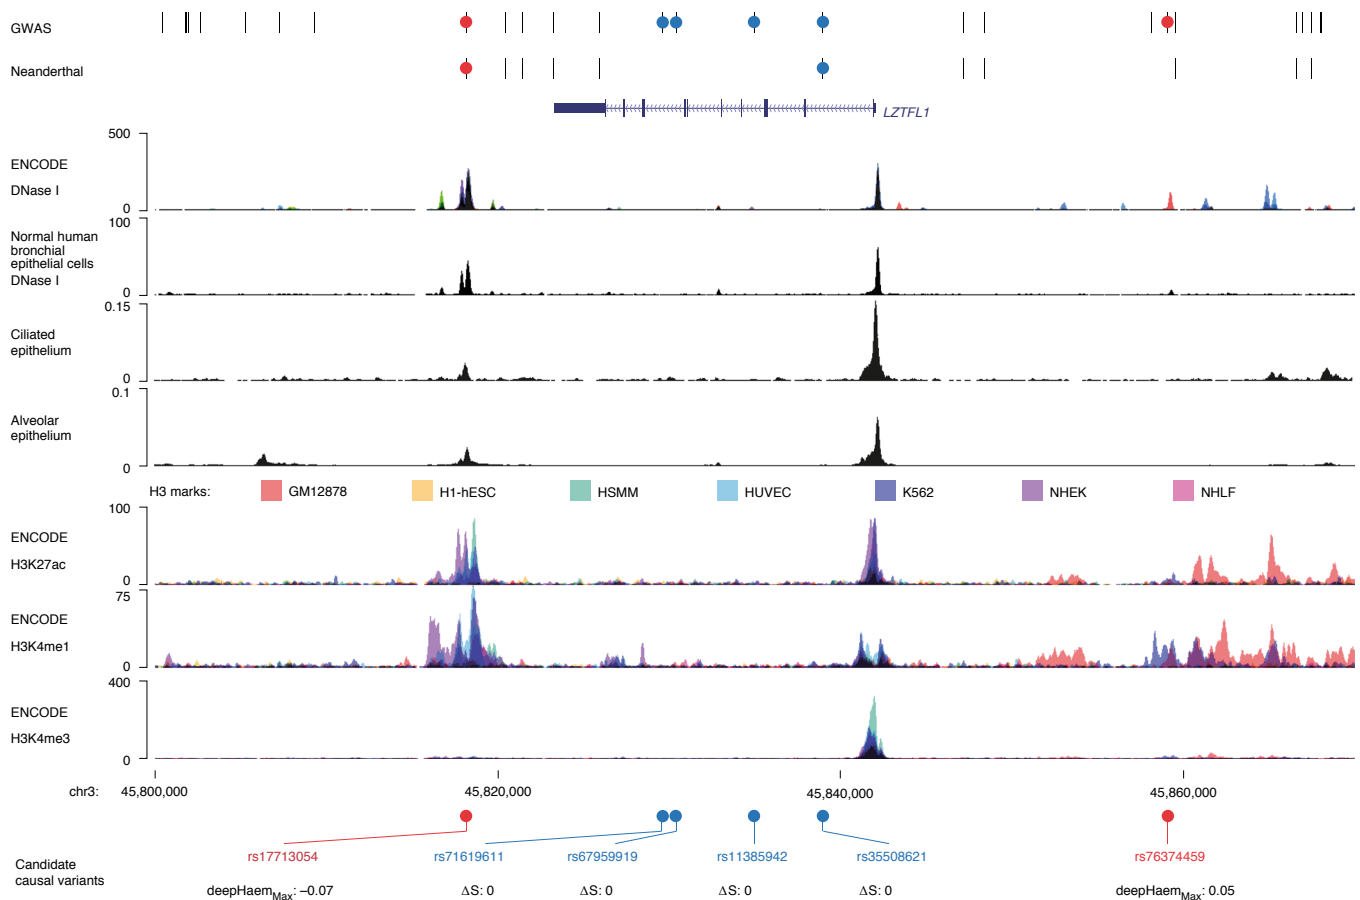 GWAS
Neanderthal
LZTFL1
500
ENCODE
DNase I
0
100
Normal human
bronchial
epithelial cells
DNase I
0
0.15
Ciliated
epithelium
0
0.1
Alveolar
epithelium
0
H3 marks: GM12878 H1-hESC HSMM HUVEC K562 NHEK NHLF
100
ENCODE
H3K27ac
0
75
ENCODE
H3K4me1
0
400
ENCODE
H3K4me3
0
chr3: 45,800,000 45,820,000 45,840,000 45,860,000
rs17713054 rs71619611 rs67959919 rs11385942 rs35508621 rs76374459
Candidate
causal variants
deepHaemMax: –0.07 ΔS: 0 ΔS: 0 ΔS: 0 ΔS: 0 deepHaemMax: 0.05